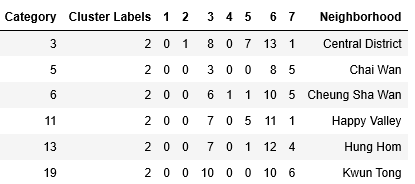 Category Cluster Labels 1 2 3 4 5 6 7 Neighborhood
3 2 0 1 8 0 7 13 1 Central District
5 2 0 0 3 0 0 8 5 Chai Wan
6 2 0 0 6 1 1 10 5 Cheung Sha Wan
11 2 0 0 7 0 5 11 1 Happy Valley
13 2 0 0 7 0 1 12 4 Hung Hom
19 2 0 0 10 0 0 10 6 Kwun Tong